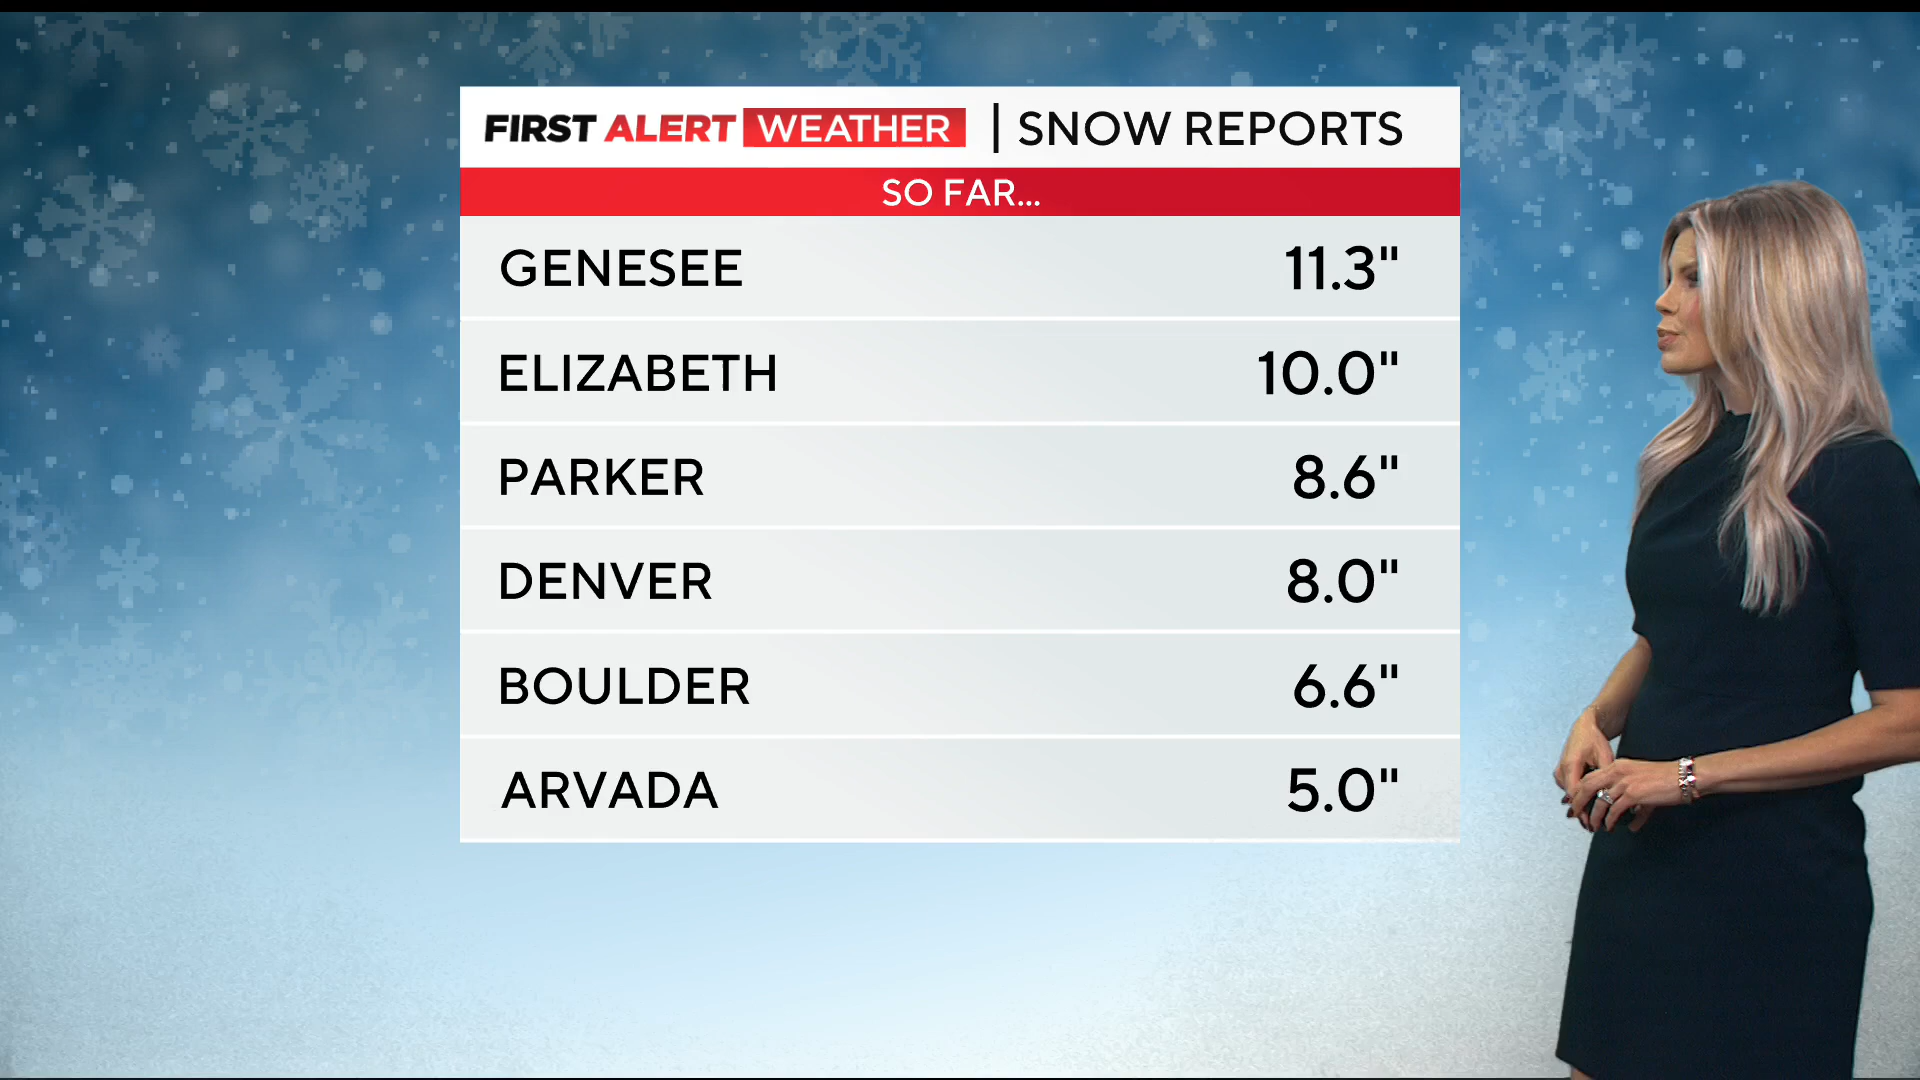 FIRST ALERT WEATHER | SNOW REPORTS
SO FAR...
GENESEE 11.3"
ELIZABETH 10.0"
PARKER 8.6"
DENVER 8.0"
BOULDER 6.6"
ARVADA 5.0"